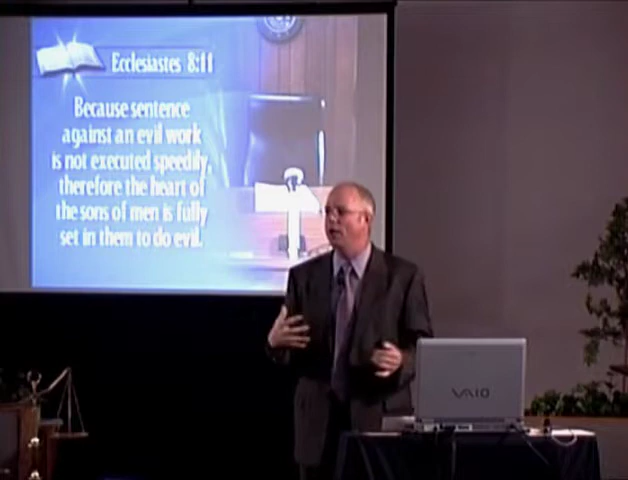 Ecclesiastes 8:11
Because sentence
against an evil work
is not executed speedily,
therefore the heart of
the sons of men is fully
set in them to do evil.
VAIO